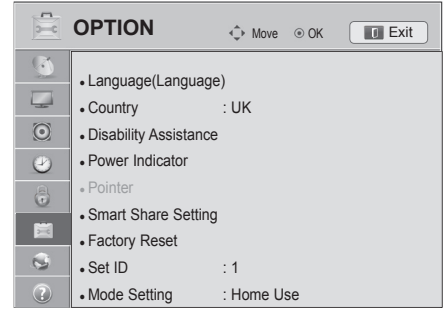 OPTION
Move OK Exit
Language(Language)
Country : UK
Disability Assistance
Power Indicator
Pointer
Smart Share Setting
Factory Reset
Set ID : 1
Mode Setting : Home Use